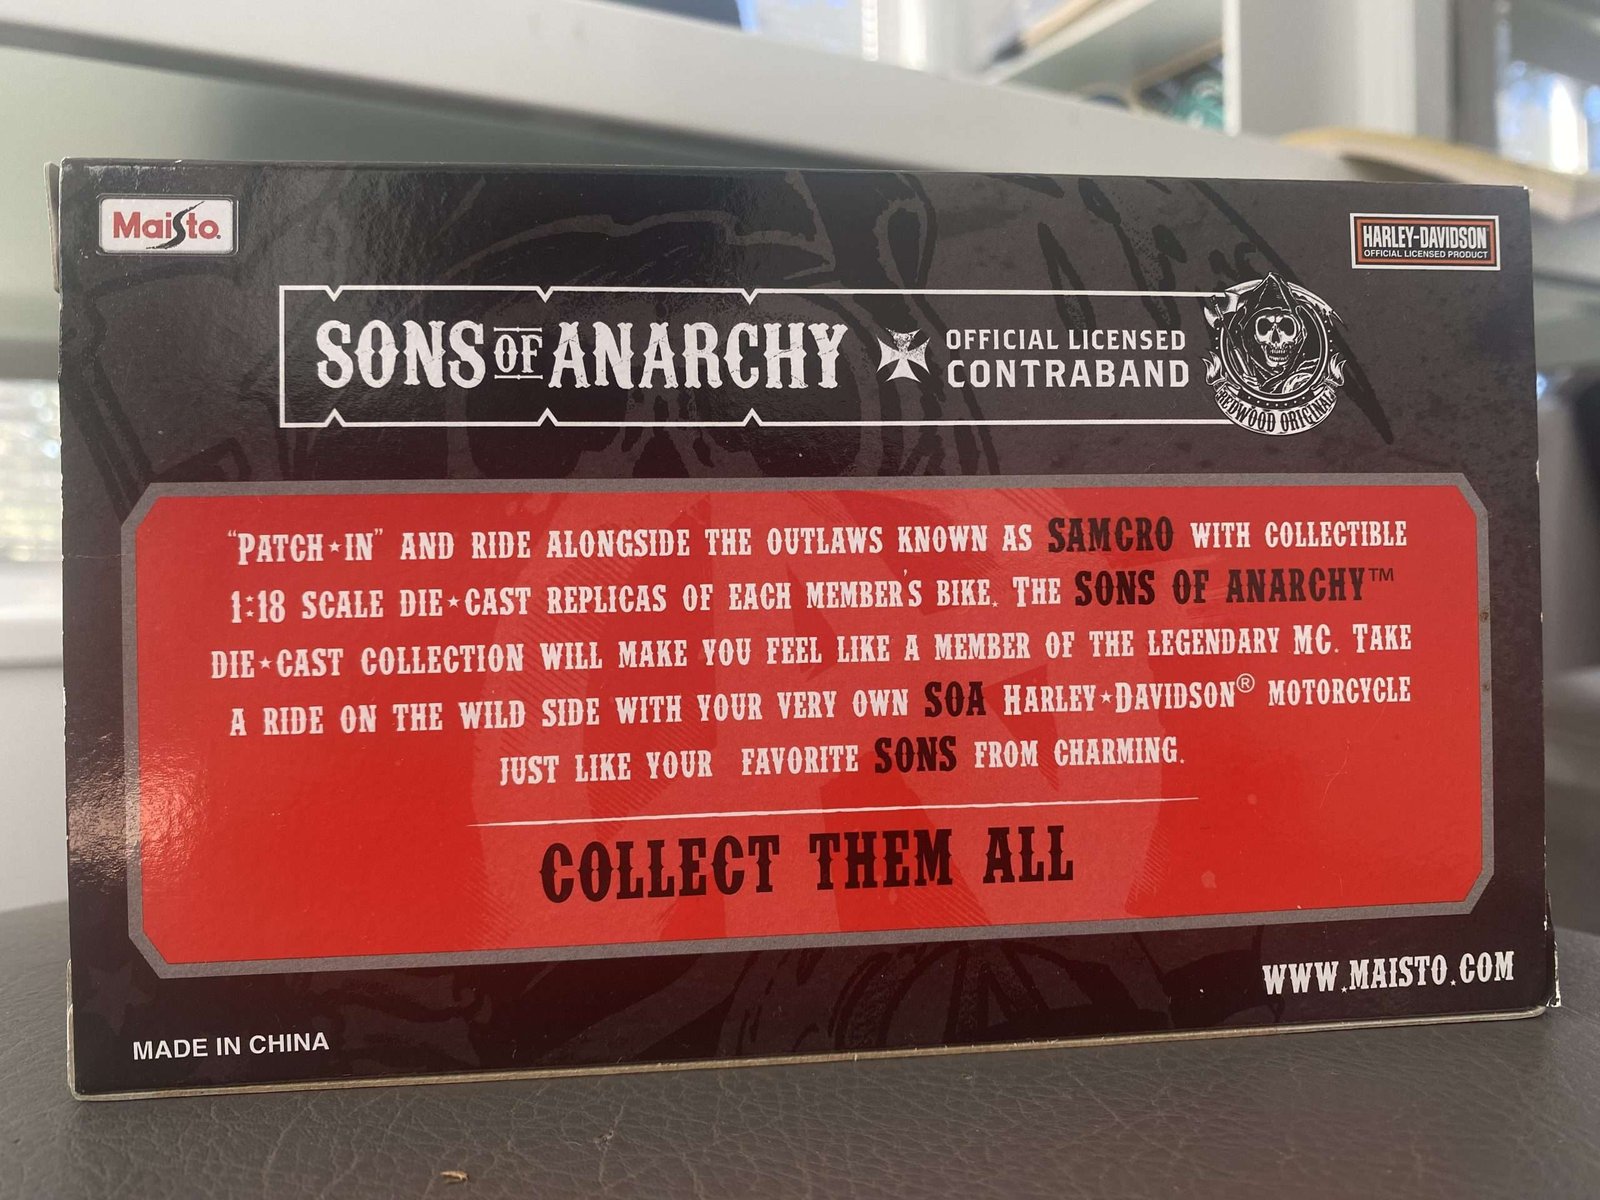 Maisto
HARLEY-DAVIDSON
OFFICIAL LICENSED PRODUCT
SONS OF ANARCHY
OFFICIAL LICENSED
CONTRABAND
REDWOOD ORIGINAL
"PATCH★IN" AND RIDE ALONGSIDE THE OUTLAWS KNOWN AS SAMCRO WITH COLLECTIBLE
1:18 SCALE DIE★CAST REPLICAS OF EACH MEMBER'S BIKE. THE SONS OF ANARCHY™
DIE★CAST COLLECTION WILL MAKE YOU FEEL LIKE A MEMBER OF THE LEGENDARY MC. TAKE
A RIDE ON THE WILD SIDE WITH YOUR VERY OWN SOA HARLEY★DAVIDSON® MOTORCYCLE
JUST LIKE YOUR FAVORITE SONS FROM CHARMING.
COLLECT THEM ALL
WWW.MAISTO.COM
MADE IN CHINA